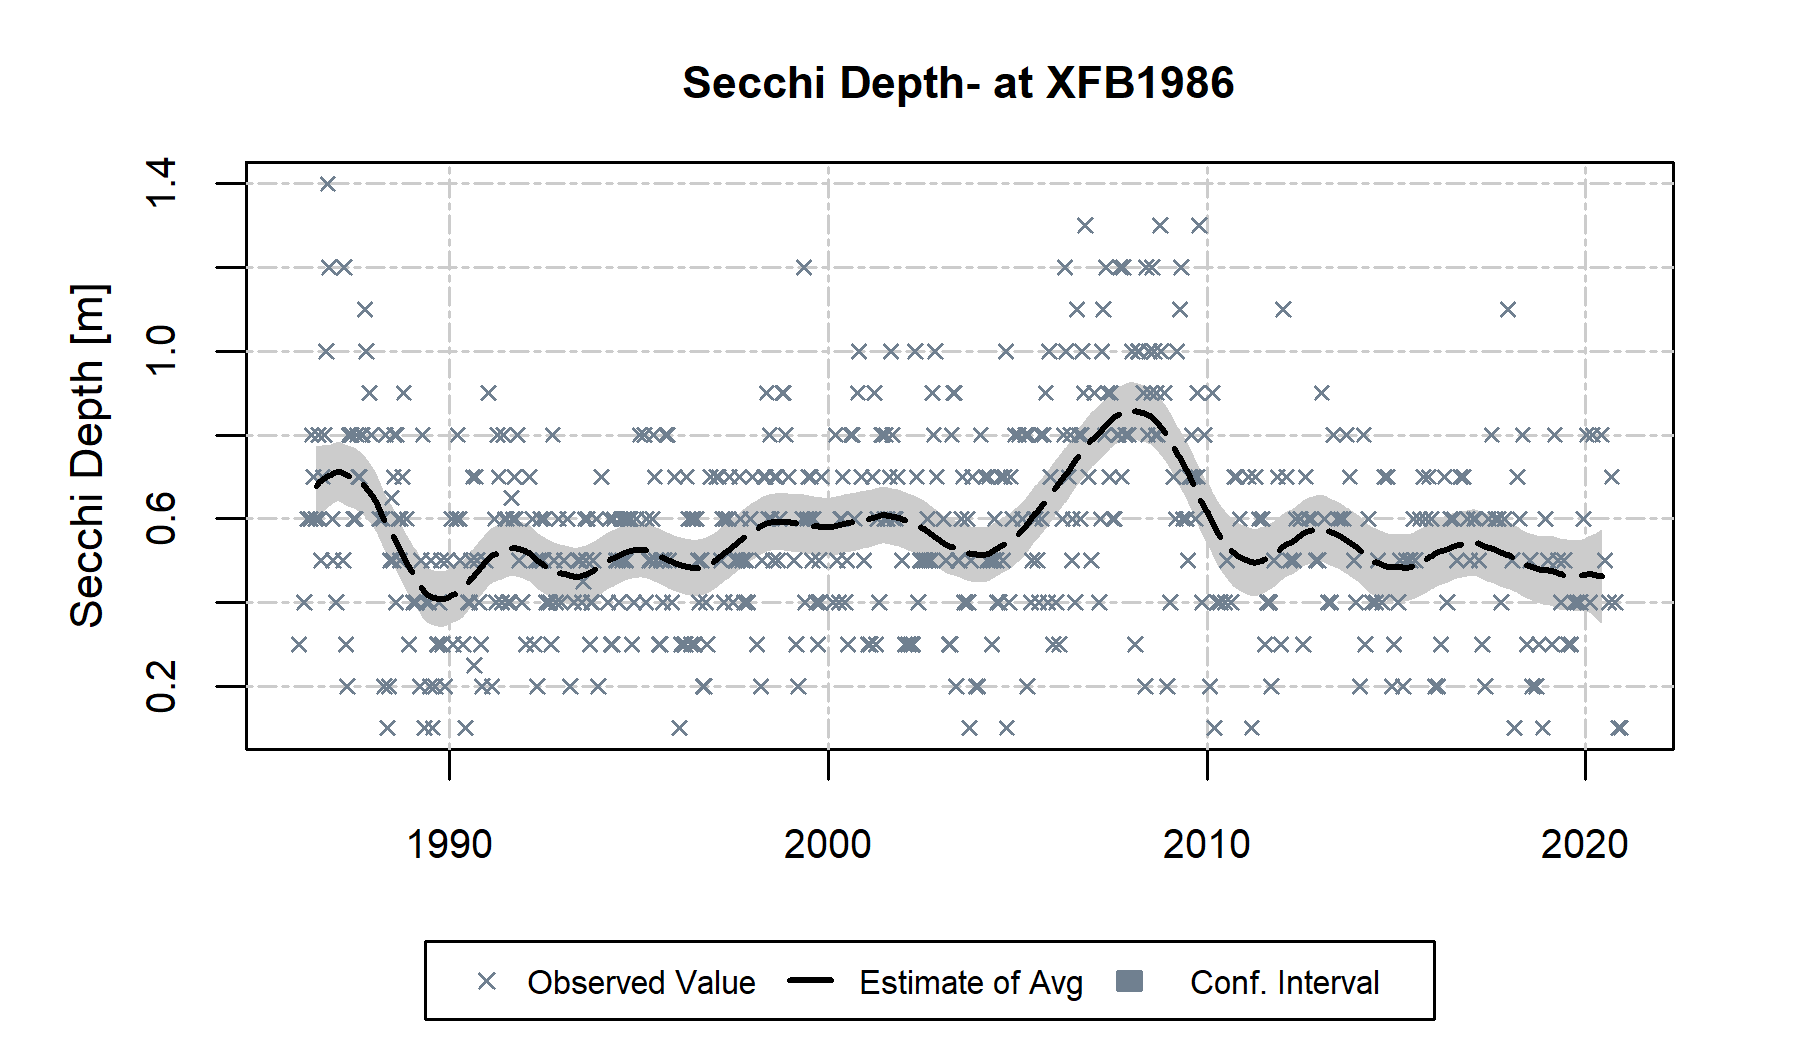 Secchi Depth- at XFB1986
Secchi Depth [m]
1.4
1.0
0.6
0.2
1990 2000 2010 2020
Observed Value Estimate of Avg Conf. Interval